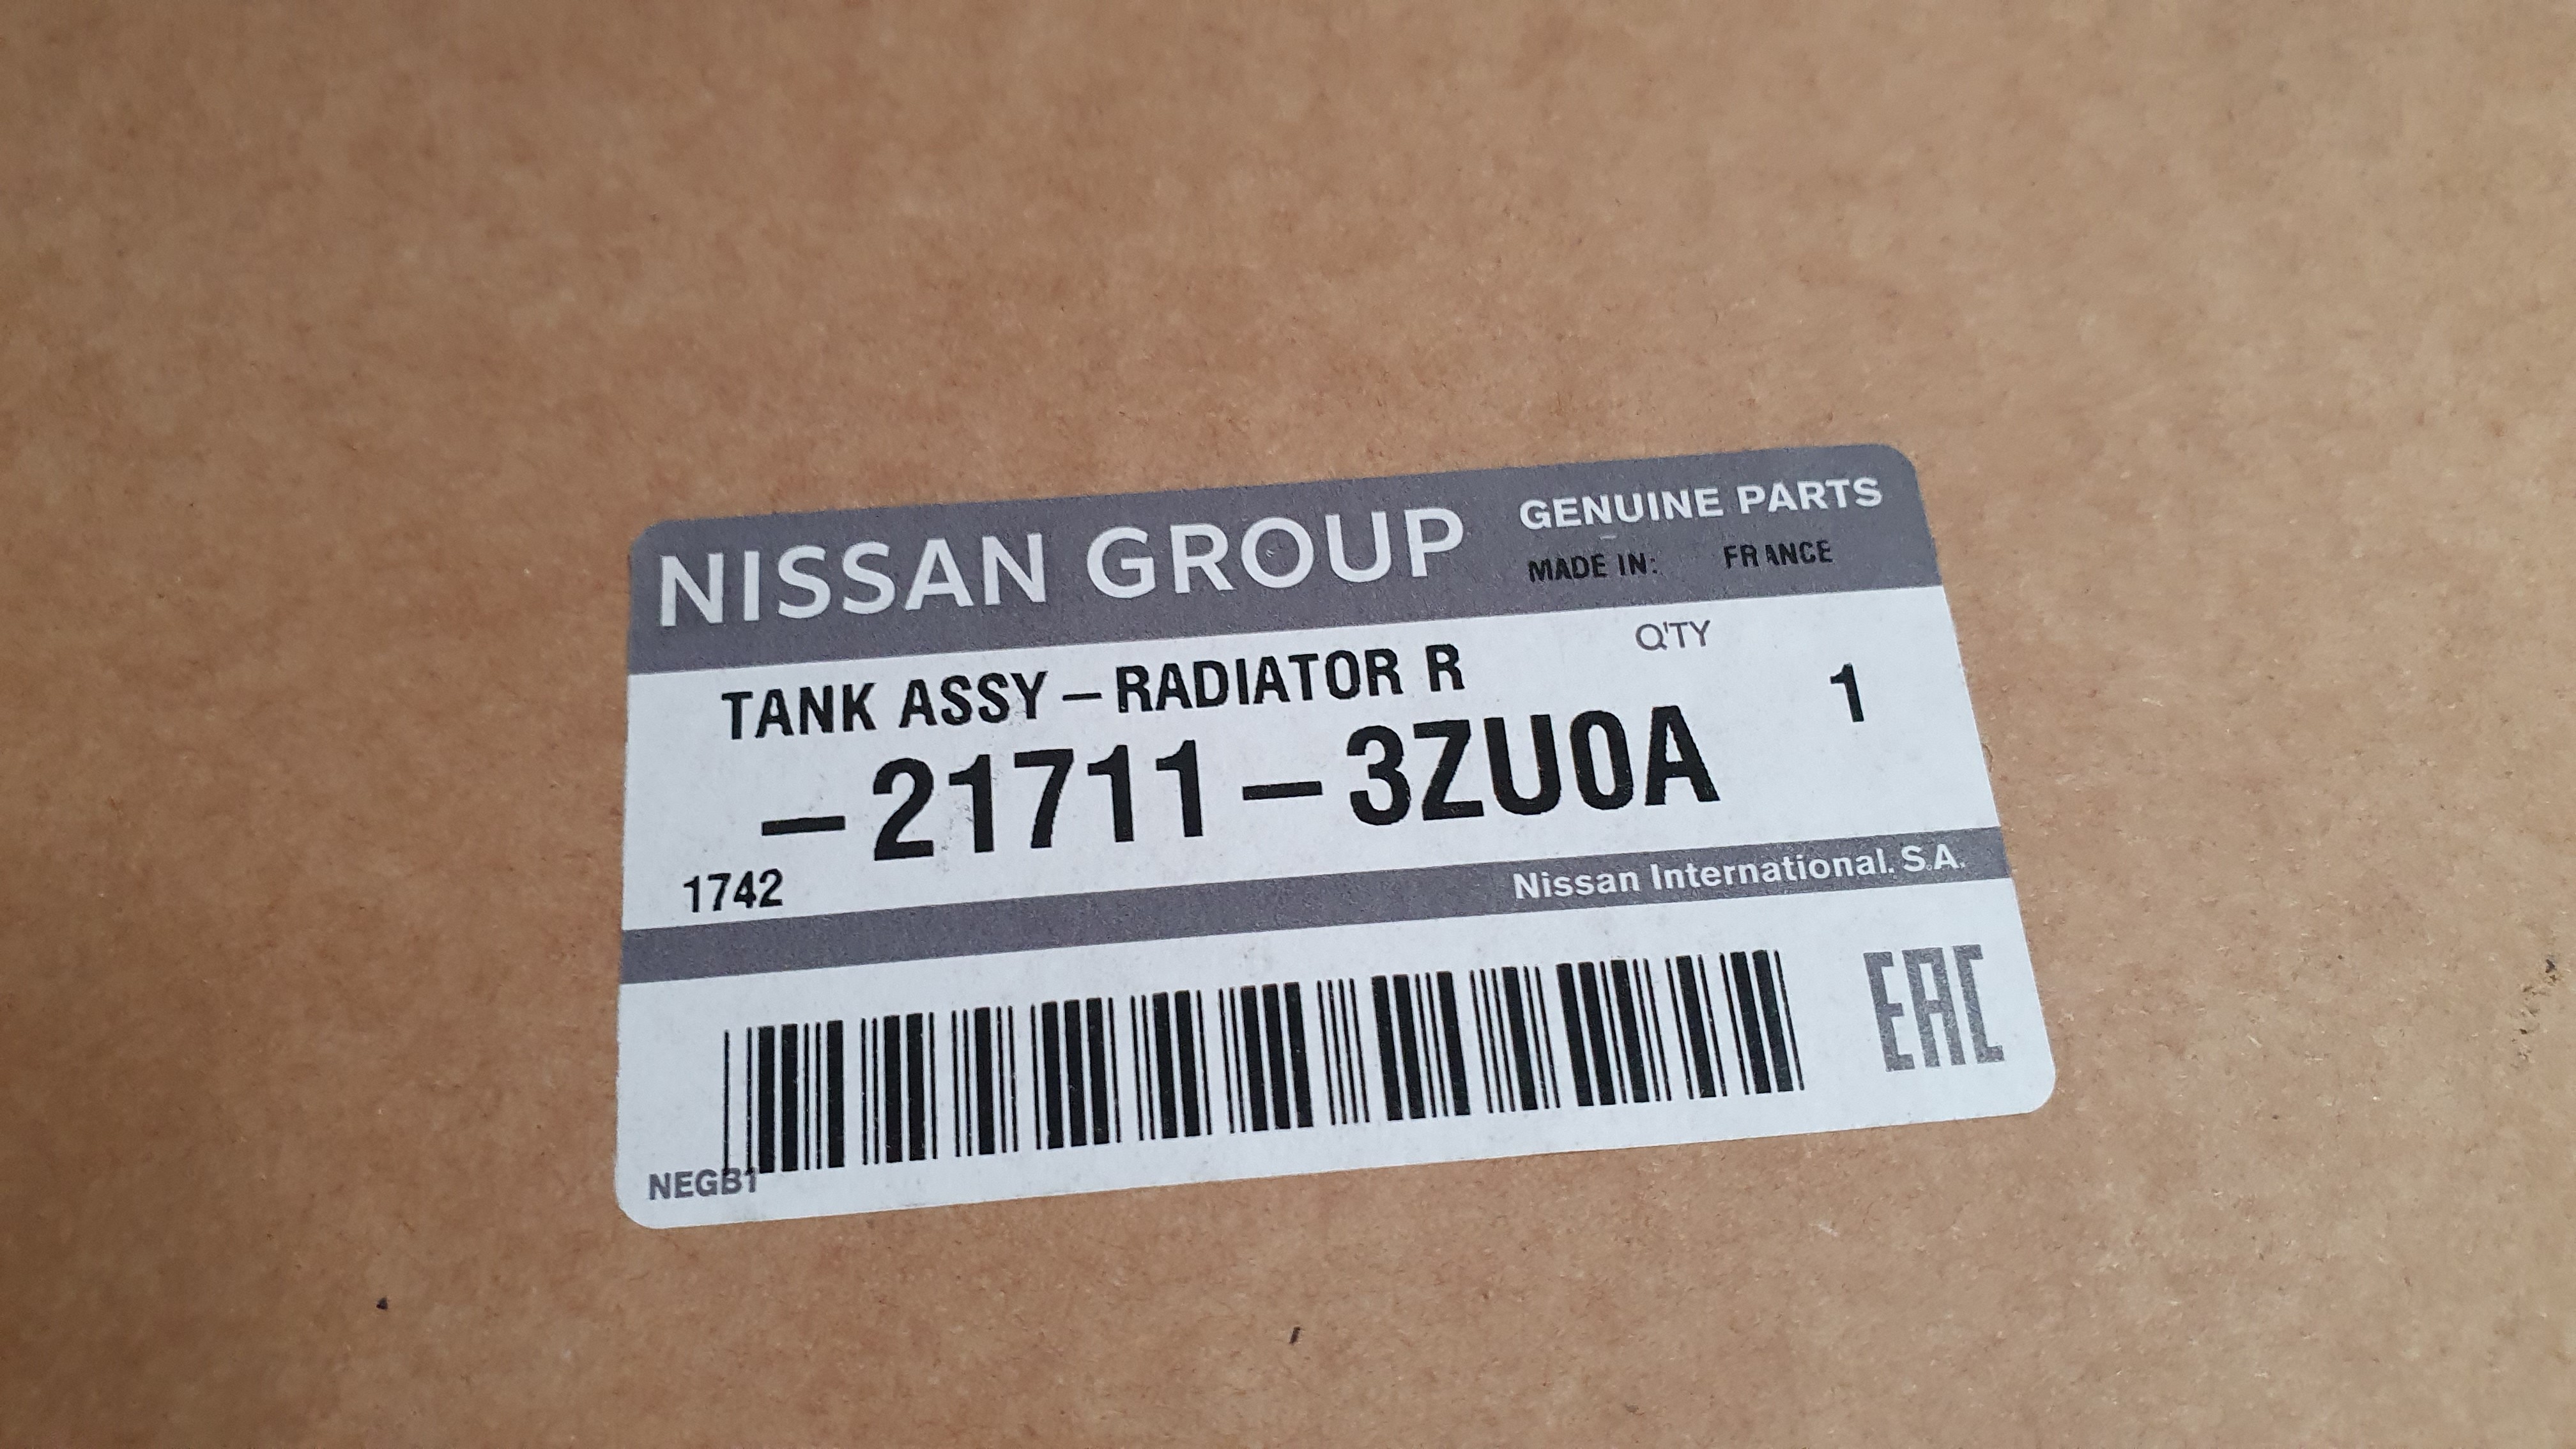 NISSAN GROUP
GENUINE PARTS
MADE IN: FRANCE
Q'TY
TANK ASSY-RADIATOR R
1
-21711-3ZU0A
1742
Nissan International. S.A.
EAC
NEGB1